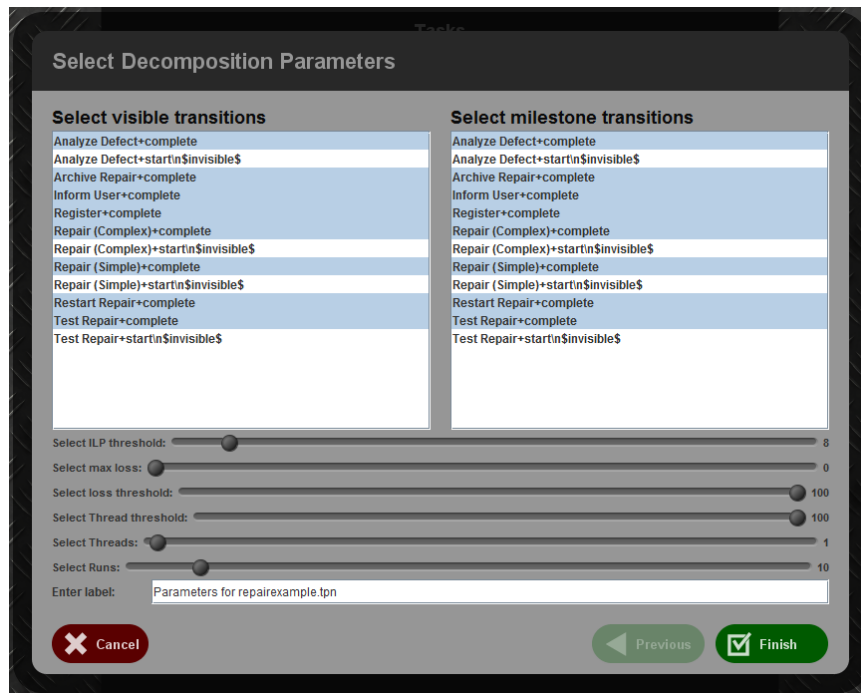 Tasks
Select Decomposition Parameters
Select visible transitions
Analyze Defect+complete
Analyze Defect+start\n$invisible$
Archive Repair+complete
Inform User+complete
Register+complete
Repair (Complex)+complete
Repair (Complex)+start\n$invisible$
Repair (Simple)+complete
Repair (Simple)+start\n$invisible$
Restart Repair+complete
Test Repair+complete
Test Repair+start\n$invisible$
Select milestone transitions
Analyze Defect+complete
Analyze Defect+start\n$invisible$
Archive Repair+complete
Inform User+complete
Register+complete
Repair (Complex)+complete
Repair (Complex)+start\n$invisible$
Repair (Simple)+complete
Repair (Simple)+start\n$invisible$
Restart Repair+complete
Test Repair+complete
Test Repair+start\n$invisible$
Select ILP threshold: 8
Select max loss: 0
Select loss threshold: 100
Select Thread threshold: 100
Select Threads: 1
Select Runs: 10
Enter label: Parameters for repairexample.tpn
Cancel Previous Finish